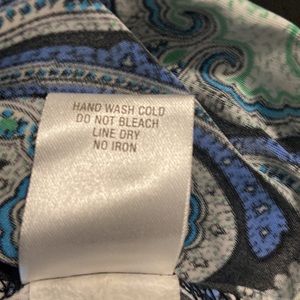 HAND WASH COLD
DO NOT BLEACH
LINE DRY
NO IRON